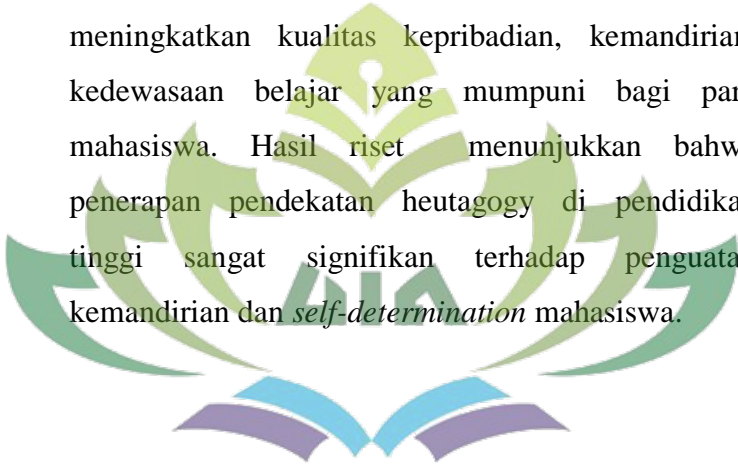 meningkatkan kualitas kepribadian, kemandirian
kedewasaan belajar yang mumpuni bagi par
mahasiswa. Hasil riset menunjukkan bahw
penerapan pendekatan heutagogy di pendidika
tinggi sangat signifikan terhadap penguata
kemandirian dan self-determination mahasiswa.